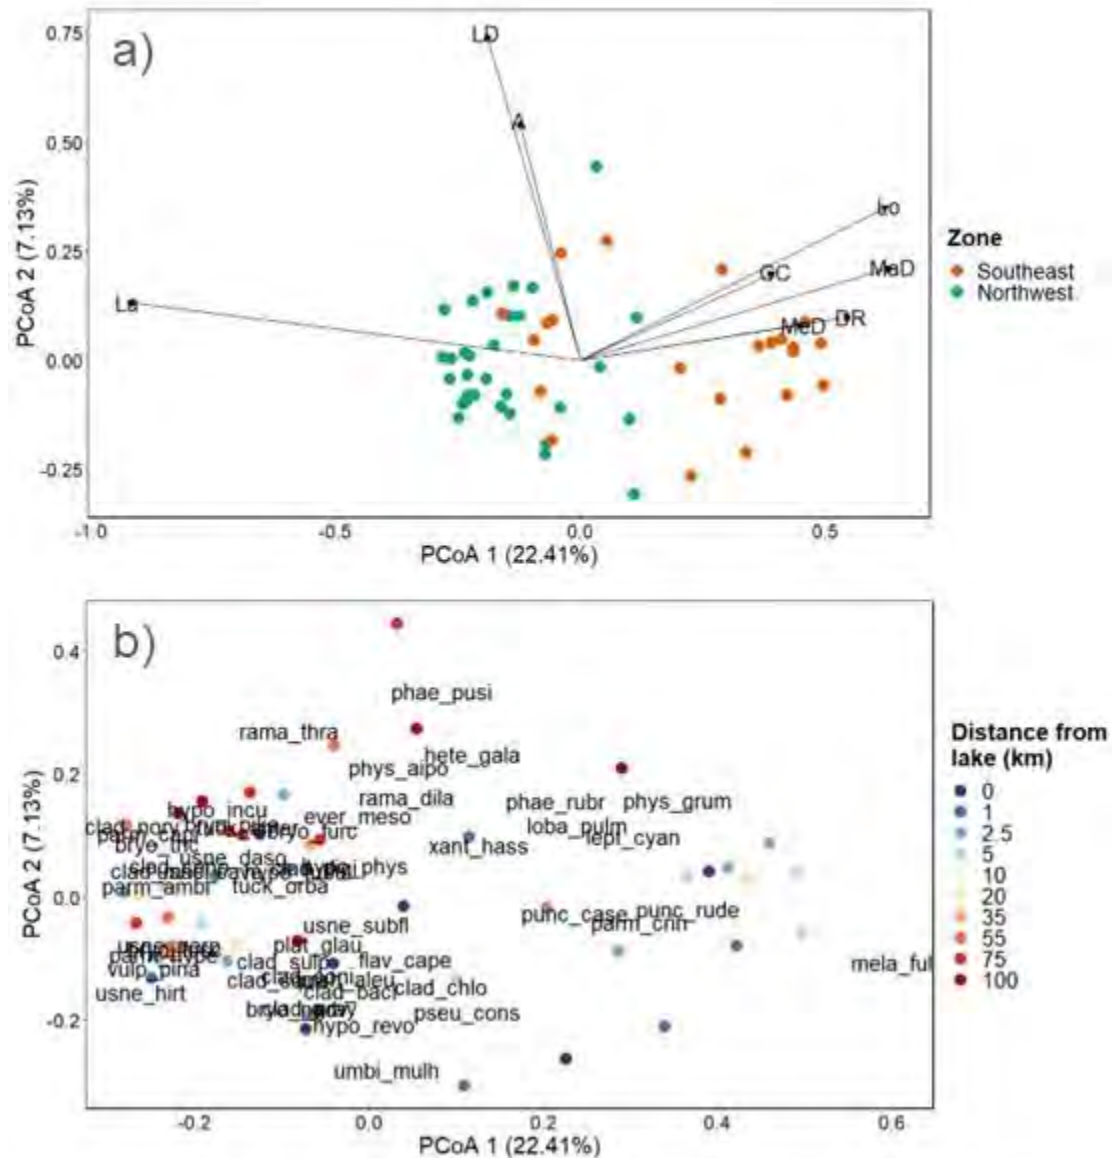 a)
0.75
0.50
0.25
0.00
-0.25
PCoA 2 (7.13%)
LD
A
Lo
GC
MaD
La
DR
MeD
-1.0
-0.5
0.0
0.5
PCoA 1 (22.41%)
Zone
Southeast
Northwest
b)
0.4
0.2
0.0
-0.2
PCoA 2 (7.13%)
phae_pusi
rama_thra
hete_gala
phys_aipo
rama_dila
phae_rubr
phys_grum
hypo_incu
ever_meso
loba_pulm
lept_cyan
xant_hass
usne_dasg
parm_ambi
tuck_orba
punc_case
punc_rude
usne_subfl
plat_glau
flav_cape
vulp_pina
usne_hirt
clad_chlo
clad_baci
pseu_cons
hypo_revo
umbi_mulh
mela_ful
-0.2
0.0
0.2
0.4
0.6
PCoA 1 (22.41%)
Distance from
lake (km)
0
1
2.5
5
10
20
35
55
75
100